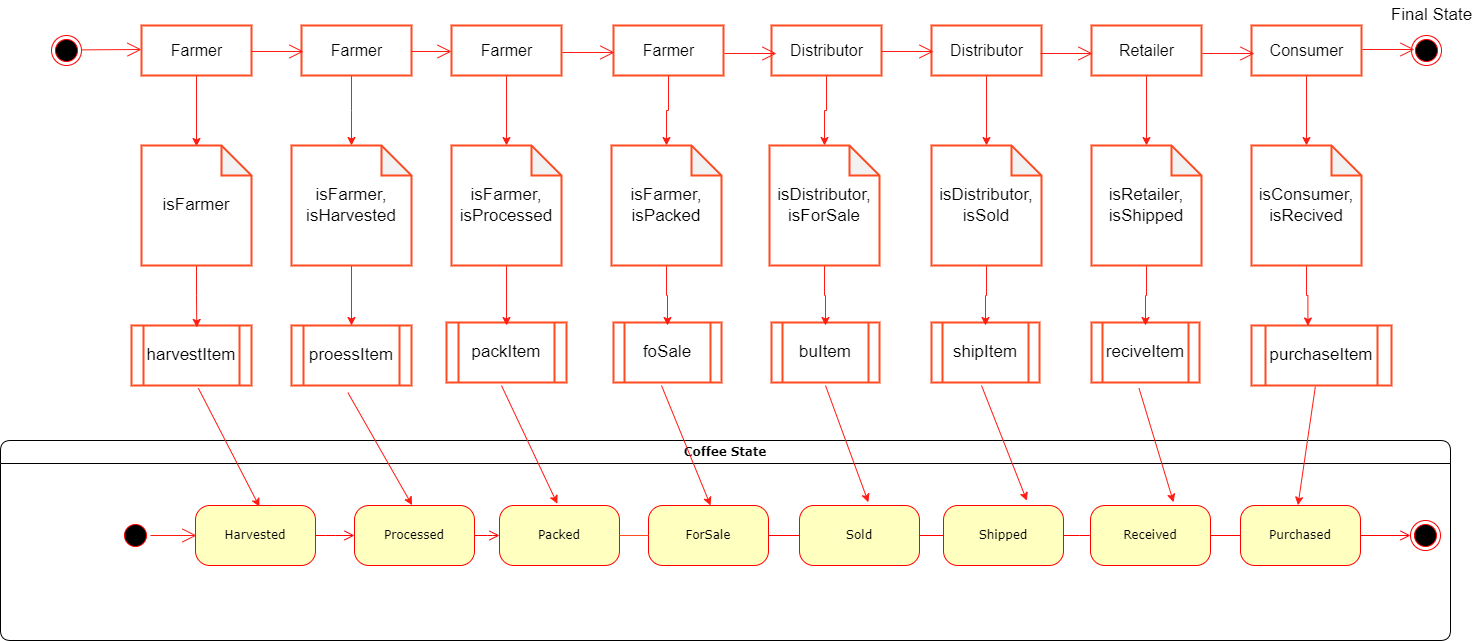 Final State
Farmer
Farmer
Farmer
Farmer
Distributor
Distributor
Retailer
Consumer
isFarmer
isFarmer,
isHarvested
isFarmer,
isProcessed
isFarmer,
isPacked
isDistributor,
isForSale
isDistributor,
isSold
isRetailer,
isShipped
isConsumer,
isRecived
harvestItem
proessItem
packItem
foSale
buItem
shipItem
reciveItem
purchaseItem
Coffee State
Harvested
Processed
Packed
ForSale
Sold
Shipped
Received
Purchased